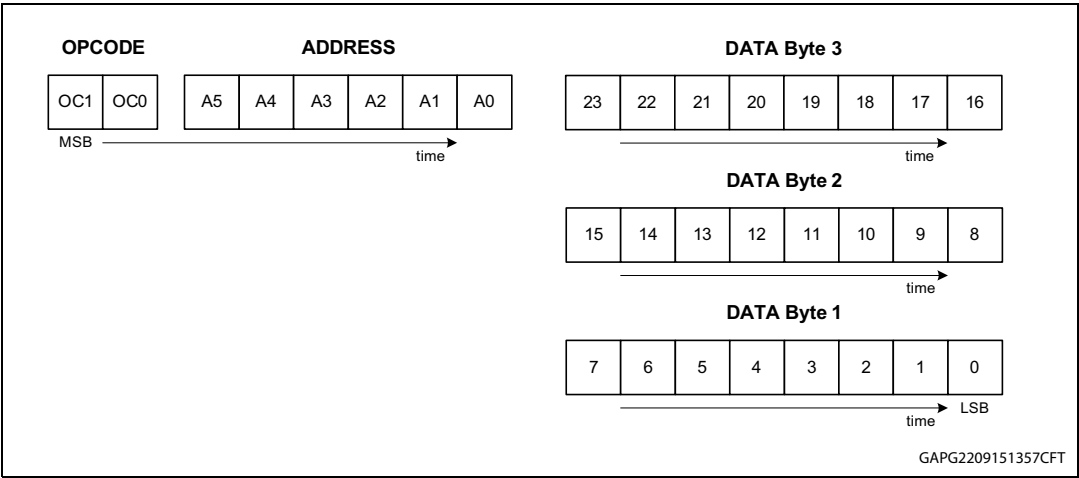 OPCODE ADDRESS DATA Byte 3
OC1 OC0 A5 A4 A3 A2 A1 A0 23 22 21 20 19 18 17 16
MSB time time
DATA Byte 2
15 14 13 12 11 10 9 8
time
DATA Byte 1
7 6 5 4 3 2 1 0
time LSB
GAPG2209151357CFT